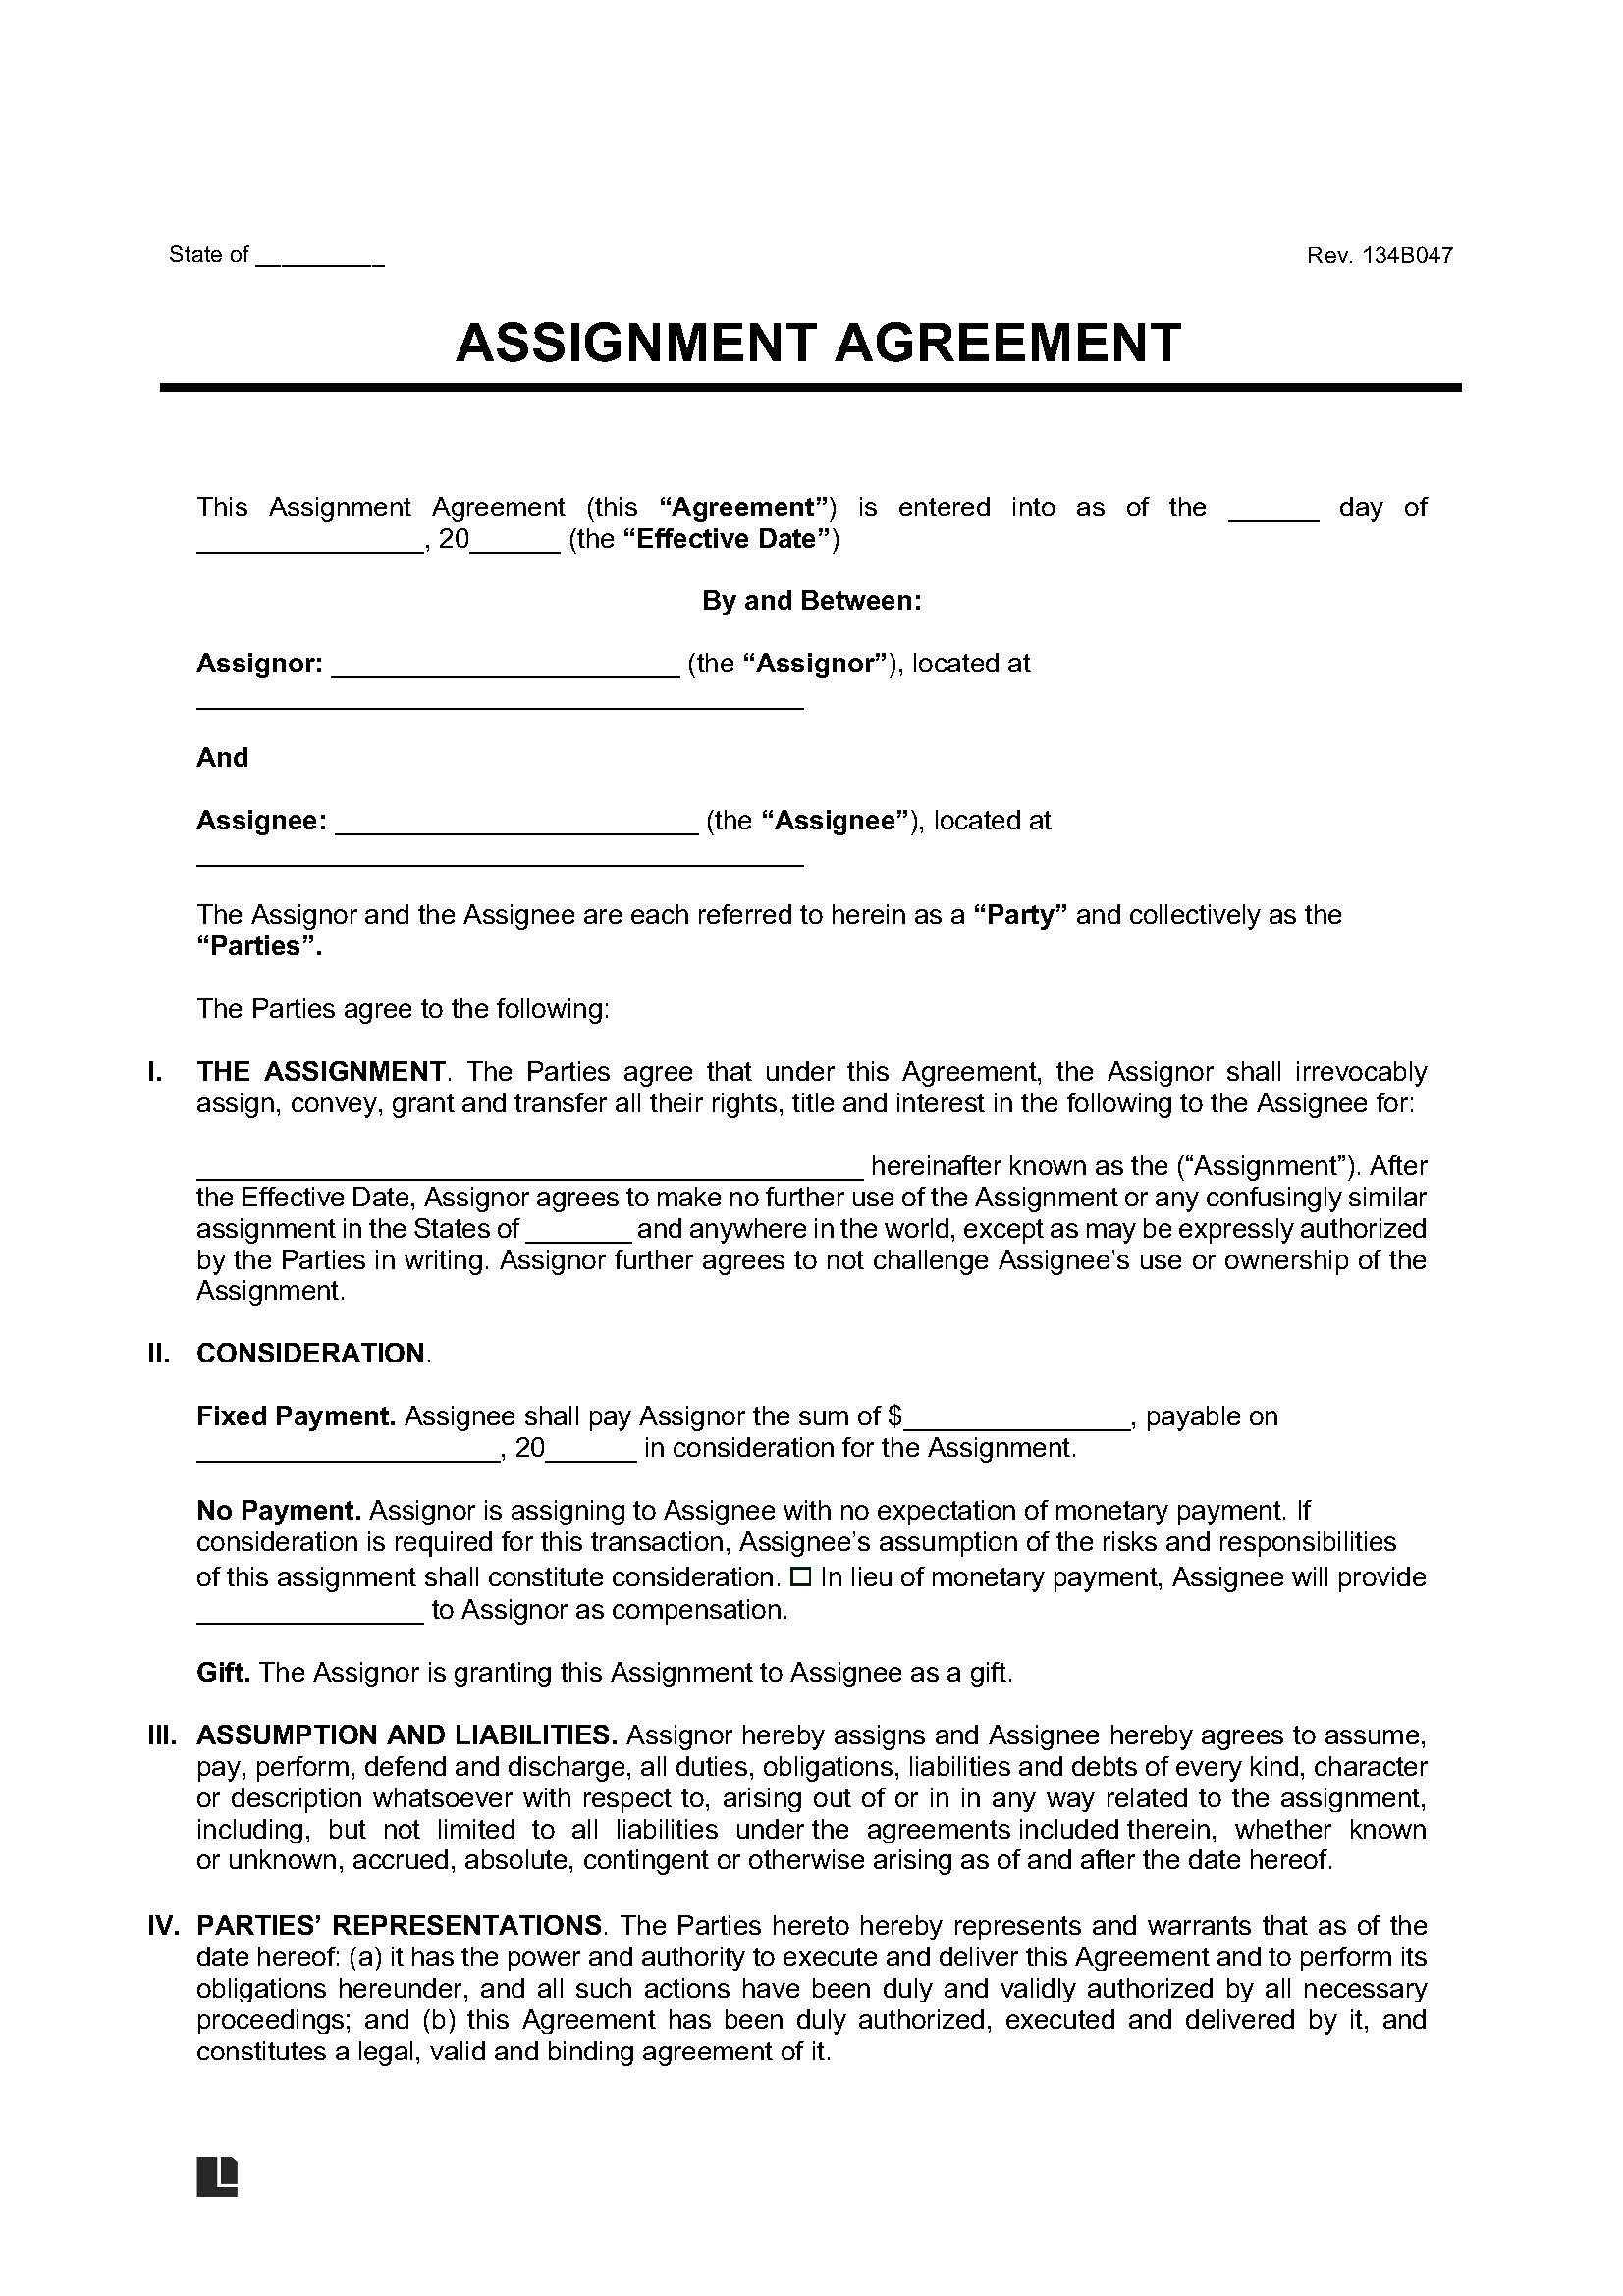 State of __________ Rev. 134B047
ASSIGNMENT AGREEMENT
This Assignment Agreement (this “Agreement”) is entered into as of the ______ day of
_______________, 20______ (the “Effective Date”)
By and Between:
Assignor: _______________________ (the “Assignor”), located at
________________________________________
And
Assignee: ________________________ (the “Assignee”), located at
________________________________________
The Assignor and the Assignee are each referred to herein as a “Party” and collectively as the
“Parties”.
The Parties agree to the following:
I. THE ASSIGNMENT. The Parties agree that under this Agreement, the Assignor shall irrevocably
assign, convey, grant and transfer all their rights, title and interest in the following to the Assignee for:
____________________________________________ hereinafter known as the (“Assignment”). After
the Effective Date, Assignor agrees to make no further use of the Assignment or any confusingly similar
assignment in the States of _______ and anywhere in the world, except as may be expressly authorized
by the Parties in writing. Assignor further agrees to not challenge Assignee’s use or ownership of the
Assignment.
II. CONSIDERATION.
Fixed Payment. Assignee shall pay Assignor the sum of $_______________, payable on
____________________, 20______ in consideration for the Assignment.
No Payment. Assignor is assigning to Assignee with no expectation of monetary payment. If
consideration is required for this transaction, Assignee’s assumption of the risks and responsibilities
of this assignment shall constitute consideration. ☐ In lieu of monetary payment, Assignee will provide
_______________ to Assignor as compensation.
Gift. The Assignor is granting this Assignment to Assignee as a gift.
III. ASSUMPTION AND LIABILITIES. Assignor hereby assigns and Assignee hereby agrees to assume,
pay, perform, defend and discharge, all duties, obligations, liabilities and debts of every kind, character
or description whatsoever with respect to, arising out of or in in any way related to the assignment,
including, but not limited to all liabilities under the agreements included therein, whether known
or unknown, accrued, absolute, contingent or otherwise arising as of and after the date hereof.
IV. PARTIES’ REPRESENTATIONS. The Parties hereto hereby represents and warrants that as of the
date hereof: (a) it has the power and authority to execute and deliver this Agreement and to perform its
obligations hereunder, and all such actions have been duly and validly authorized by all necessary
proceedings; and (b) this Agreement has been duly authorized, executed and delivered by it, and
constitutes a legal, valid and binding agreement of it.